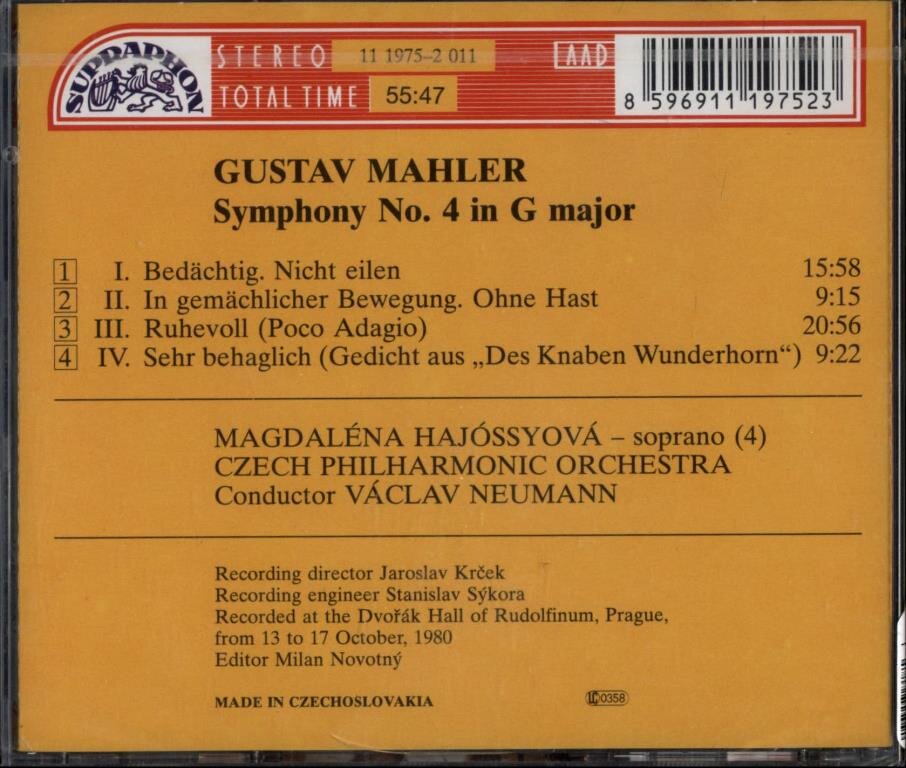 SUPRAPHON
STEREO 11 1975–2 011 AAD
TOTAL TIME 55:47
8 596911 197523
GUSTAV MAHLER
Symphony No. 4 in G major
1 I. Bedächtig. Nicht eilen 15:58
2 II. In gemächlicher Bewegung. Ohne Hast 9:15
3 III. Ruhevoll (Poco Adagio) 20:56
4 IV. Sehr behaglich (Gedicht aus „Des Knaben Wunderhorn“) 9:22
MAGDALÉNA HAJÓSSYOVÁ – soprano (4)
CZECH PHILHARMONIC ORCHESTRA
Conductor VÁCLAV NEUMANN
Recording director Jaroslav Krček
Recording engineer Stanislav Sýkora
Recorded at the Dvořák Hall of Rudolfinum, Prague,
from 13 to 17 October, 1980
Editor Milan Novotný
MADE IN CZECHOSLOVAKIA LC 0358